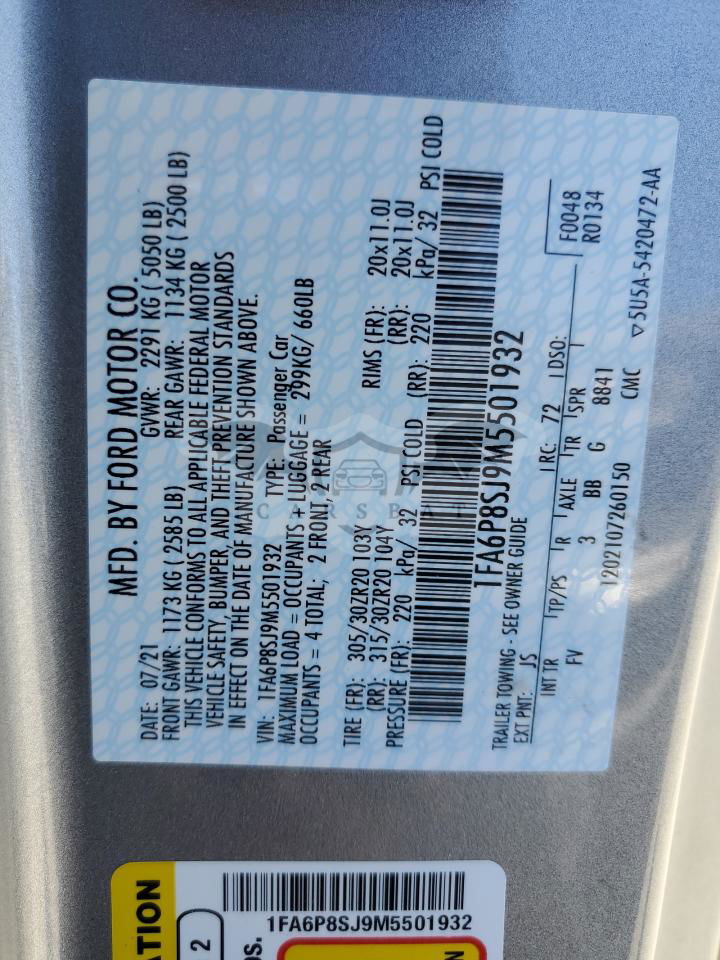 MFD. BY FORD MOTOR CO.
DATE: 07/21 GVWR: 2291 KG ( 5050 LB)
FRONT GAWR: 1173 KG ( 2585 LB) REAR GAWR: 1134 KG ( 2500 LB)
THIS VEHICLE CONFORMS TO ALL APPLICABLE FEDERAL MOTOR
VEHICLE SAFETY, BUMPER, AND THEFT PREVENTION STANDARDS
IN EFFECT ON THE DATE OF MANUFACTURE SHOWN ABOVE.
VIN: 1FA6P8SJ9M5501932 TYPE: Passenger Car
MAXIMUM LOAD = OCCUPANTS + LUGGAGE = 299KG/ 660LB
OCCUPANTS = 4 TOTAL; 2 FRONT, 2 REAR
TIRE (FR): 305/30ZR20 103Y RIMS (FR): 20x11.0J
(RR): 315/30ZR20 104Y (RR): 20x11.0J
PRESSURE (FR): 220 kPa/ 32 PSI COLD (RR): 220 kPa/ 32 PSI COLD
1FA6P8SJ9M5501932
TRAILER TOWING - SEE OWNER GUIDE
EXT PNT: JS RC: 72 DSO: F0048
R0134
INT TR TP/PS R AXLE TR SPR
FV 3 BB G 8841
1202107260150 CMC ▽5U5A-5420472-AA
CARSBAT
1FA6P8SJ9M5501932
2